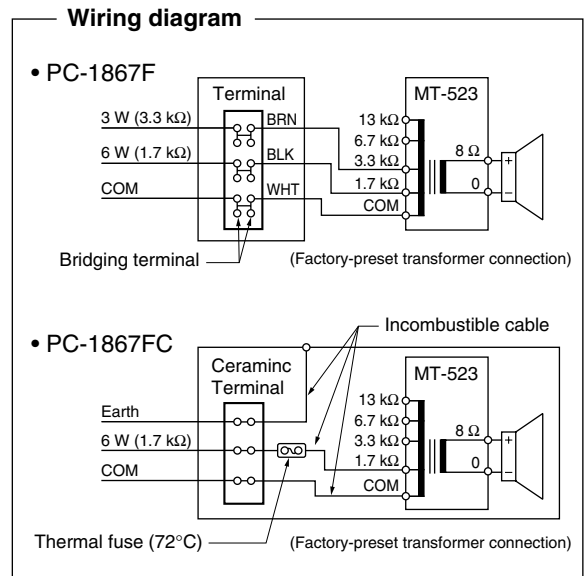 Wiring diagram
• PC-1867F
Terminal
MT-523
3 W (3.3 kΩ)
BRN
13 kΩ
6.7 kΩ
6 W (1.7 kΩ)
BLK
3.3 kΩ
8 Ω
+
COM
WHT
1.7 kΩ
0
−
COM
Bridging terminal
(Factory-preset transformer connection)
• PC-1867FC
Incombustible cable
Ceraminc
Terminal
MT-523
Earth
13 kΩ
6.7 kΩ
6 W (1.7 kΩ)
3.3 kΩ
8 Ω
+
COM
1.7 kΩ
0
−
COM
Thermal fuse (72°C)
(Factory-preset transformer connection)